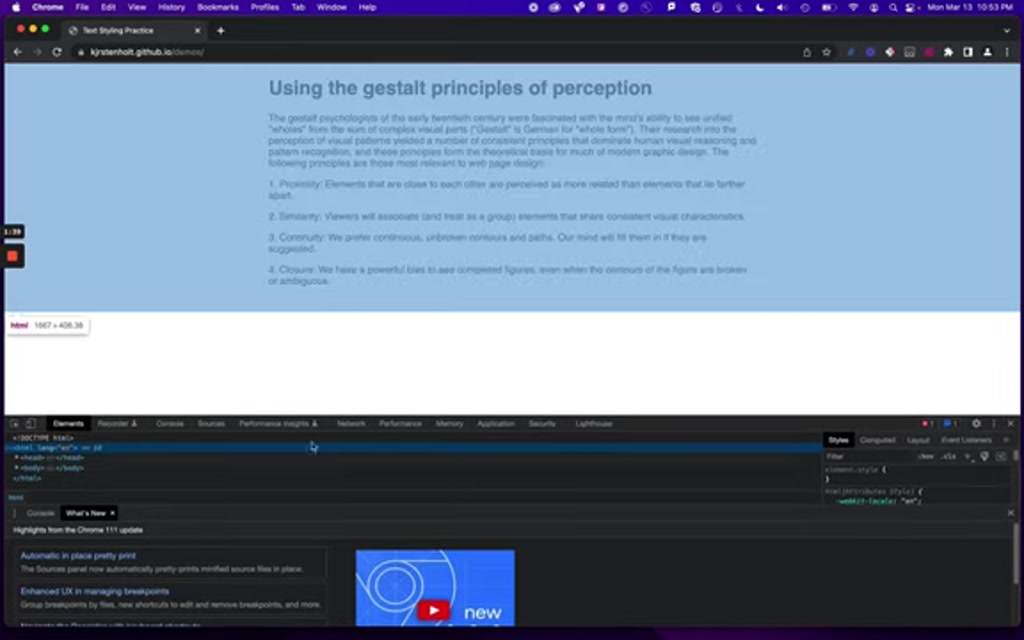 Chrome File Edit View History Bookmarks Profiles Tab Window Help Mon Mar 13 10:53 PM
Text Styling Practice
kjrstenholt.github.io/demos/
Using the gestalt principles of perception
The gestalt psychologists of the early twentieth century were fascinated with the mind's ability to see unified
"wholes" from the sum of complex visual parts ("Gestalt" is German for "whole form"). Their research into the
perception of visual patterns yielded a number of consistent principles that dominate human visual reasoning and
pattern recognition, and these principles form the theoretical basis for much of modern graphic design. The
following principles are those most relevant to web page design:
1. Proximity: Elements that are close to each other are perceived as more related than elements that lie farther
apart.
2. Similarity: Viewers will associate (and treat as a group) elements that share consistent visual characteristics.
3. Continuity: We prefer continuous, unbroken contours and paths. Our mind will fill them in if they are
suggested.
4. Closure: We have a powerful bias to see completed figures, even when the contours of the figure are broken
or ambiguous.
1:39
html 1667 × 408.38
Elements Recorder Console Sources Performance insights Network Performance Memory Application Security Lighthouse
<!DOCTYPE html>
<html lang="en"> == $0
<head>…</head>
<body>…</body>
</html>
html
Styles Computed Layout Event Listeners
Filter :hov .cls
element.style {
}
html[Attributes Style] {
-webkit-locale: "en";
Console What's New
Highlights from the Chrome 111 update
Automatic in place pretty print
The Sources panel now automatically pretty-prints minified source files in place.
Enhanced UX in managing breakpoints
Group breakpoints by files, new shortcuts to edit and remove breakpoints, and more.
new